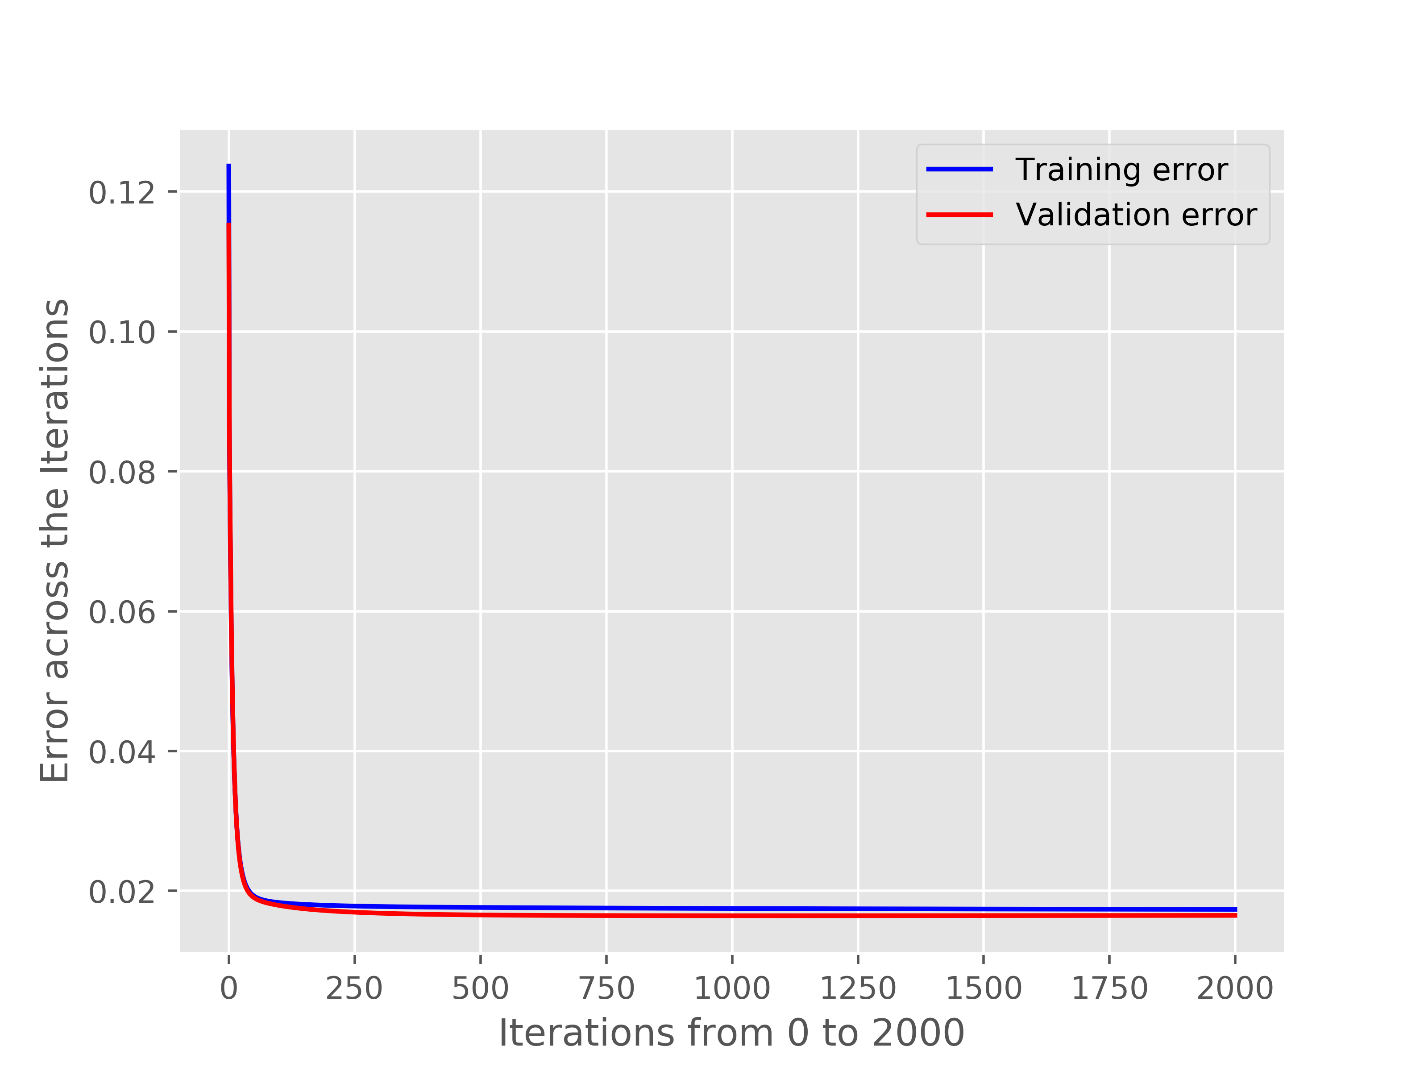 Training error
Validation error
0.12
0.10
0.08
0.06
0.04
0.02
Error across the Iterations
0 250 500 750 1000 1250 1500 1750 2000
Iterations from 0 to 2000